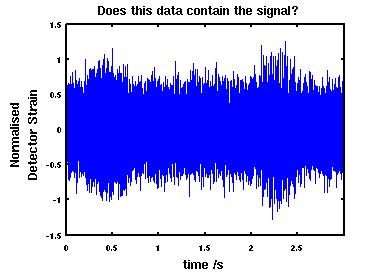 Does this data contain the signal?
1.5
1
0.5
0
-0.5
-1
-1.5
Normalised
Detector Strain
0 0.5 1 1.5 2 2.5
time /s